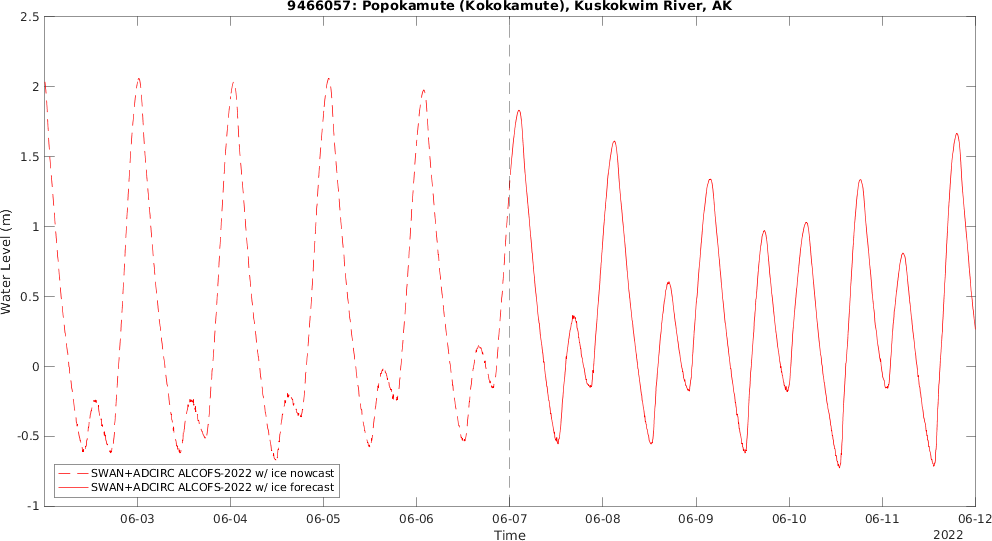 9466057: Popokamute (Kokokamute), Kuskokwim River, AK
2.5
2
1.5
1
0.5
0
-0.5
-1
Water Level (m)
SWAN+ADCIRC ALCOFS-2022 w/ ice nowcast
SWAN+ADCIRC ALCOFS-2022 w/ ice forecast
06-03 06-04 06-05 06-06 06-07 06-08 06-09 06-10 06-11 06-12
Time
2022